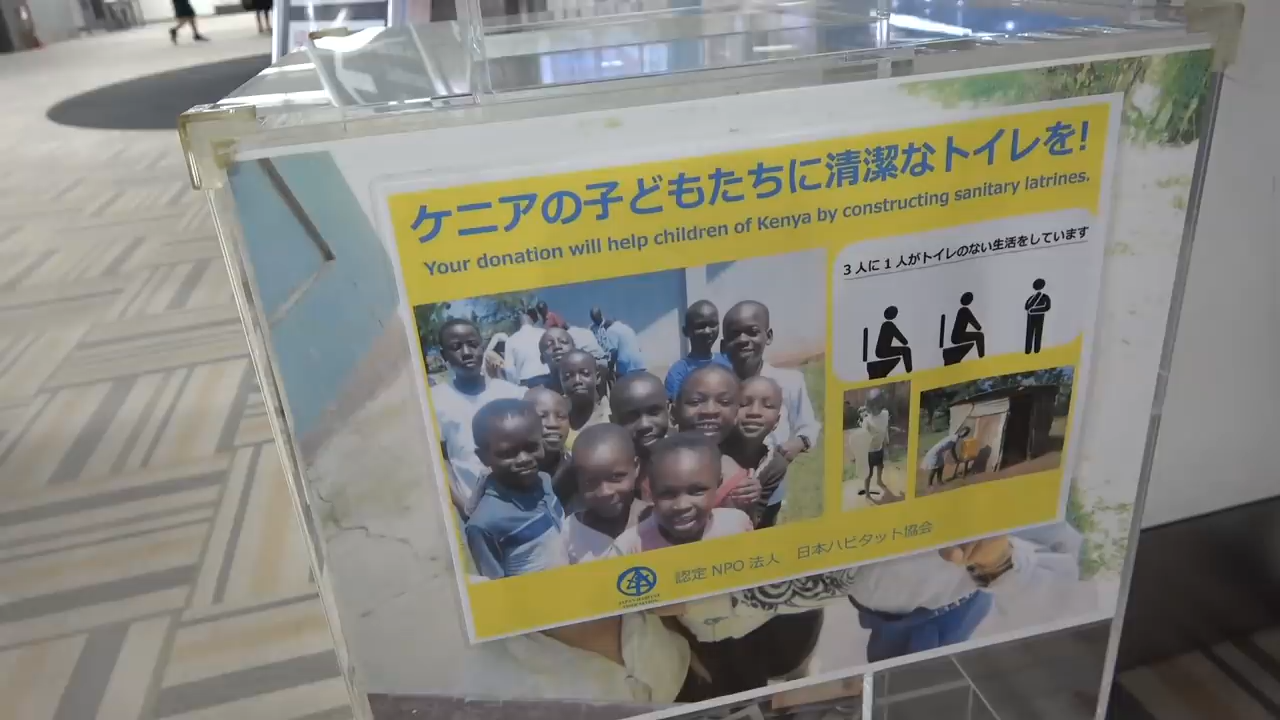 ケニアの子どもたちに清潔なトイレを!
Your donation will help children of Kenya by constructing sanitary latrines.
3人に1人がトイレのない生活をしています
認定NPO法人 日本ハビタット協会